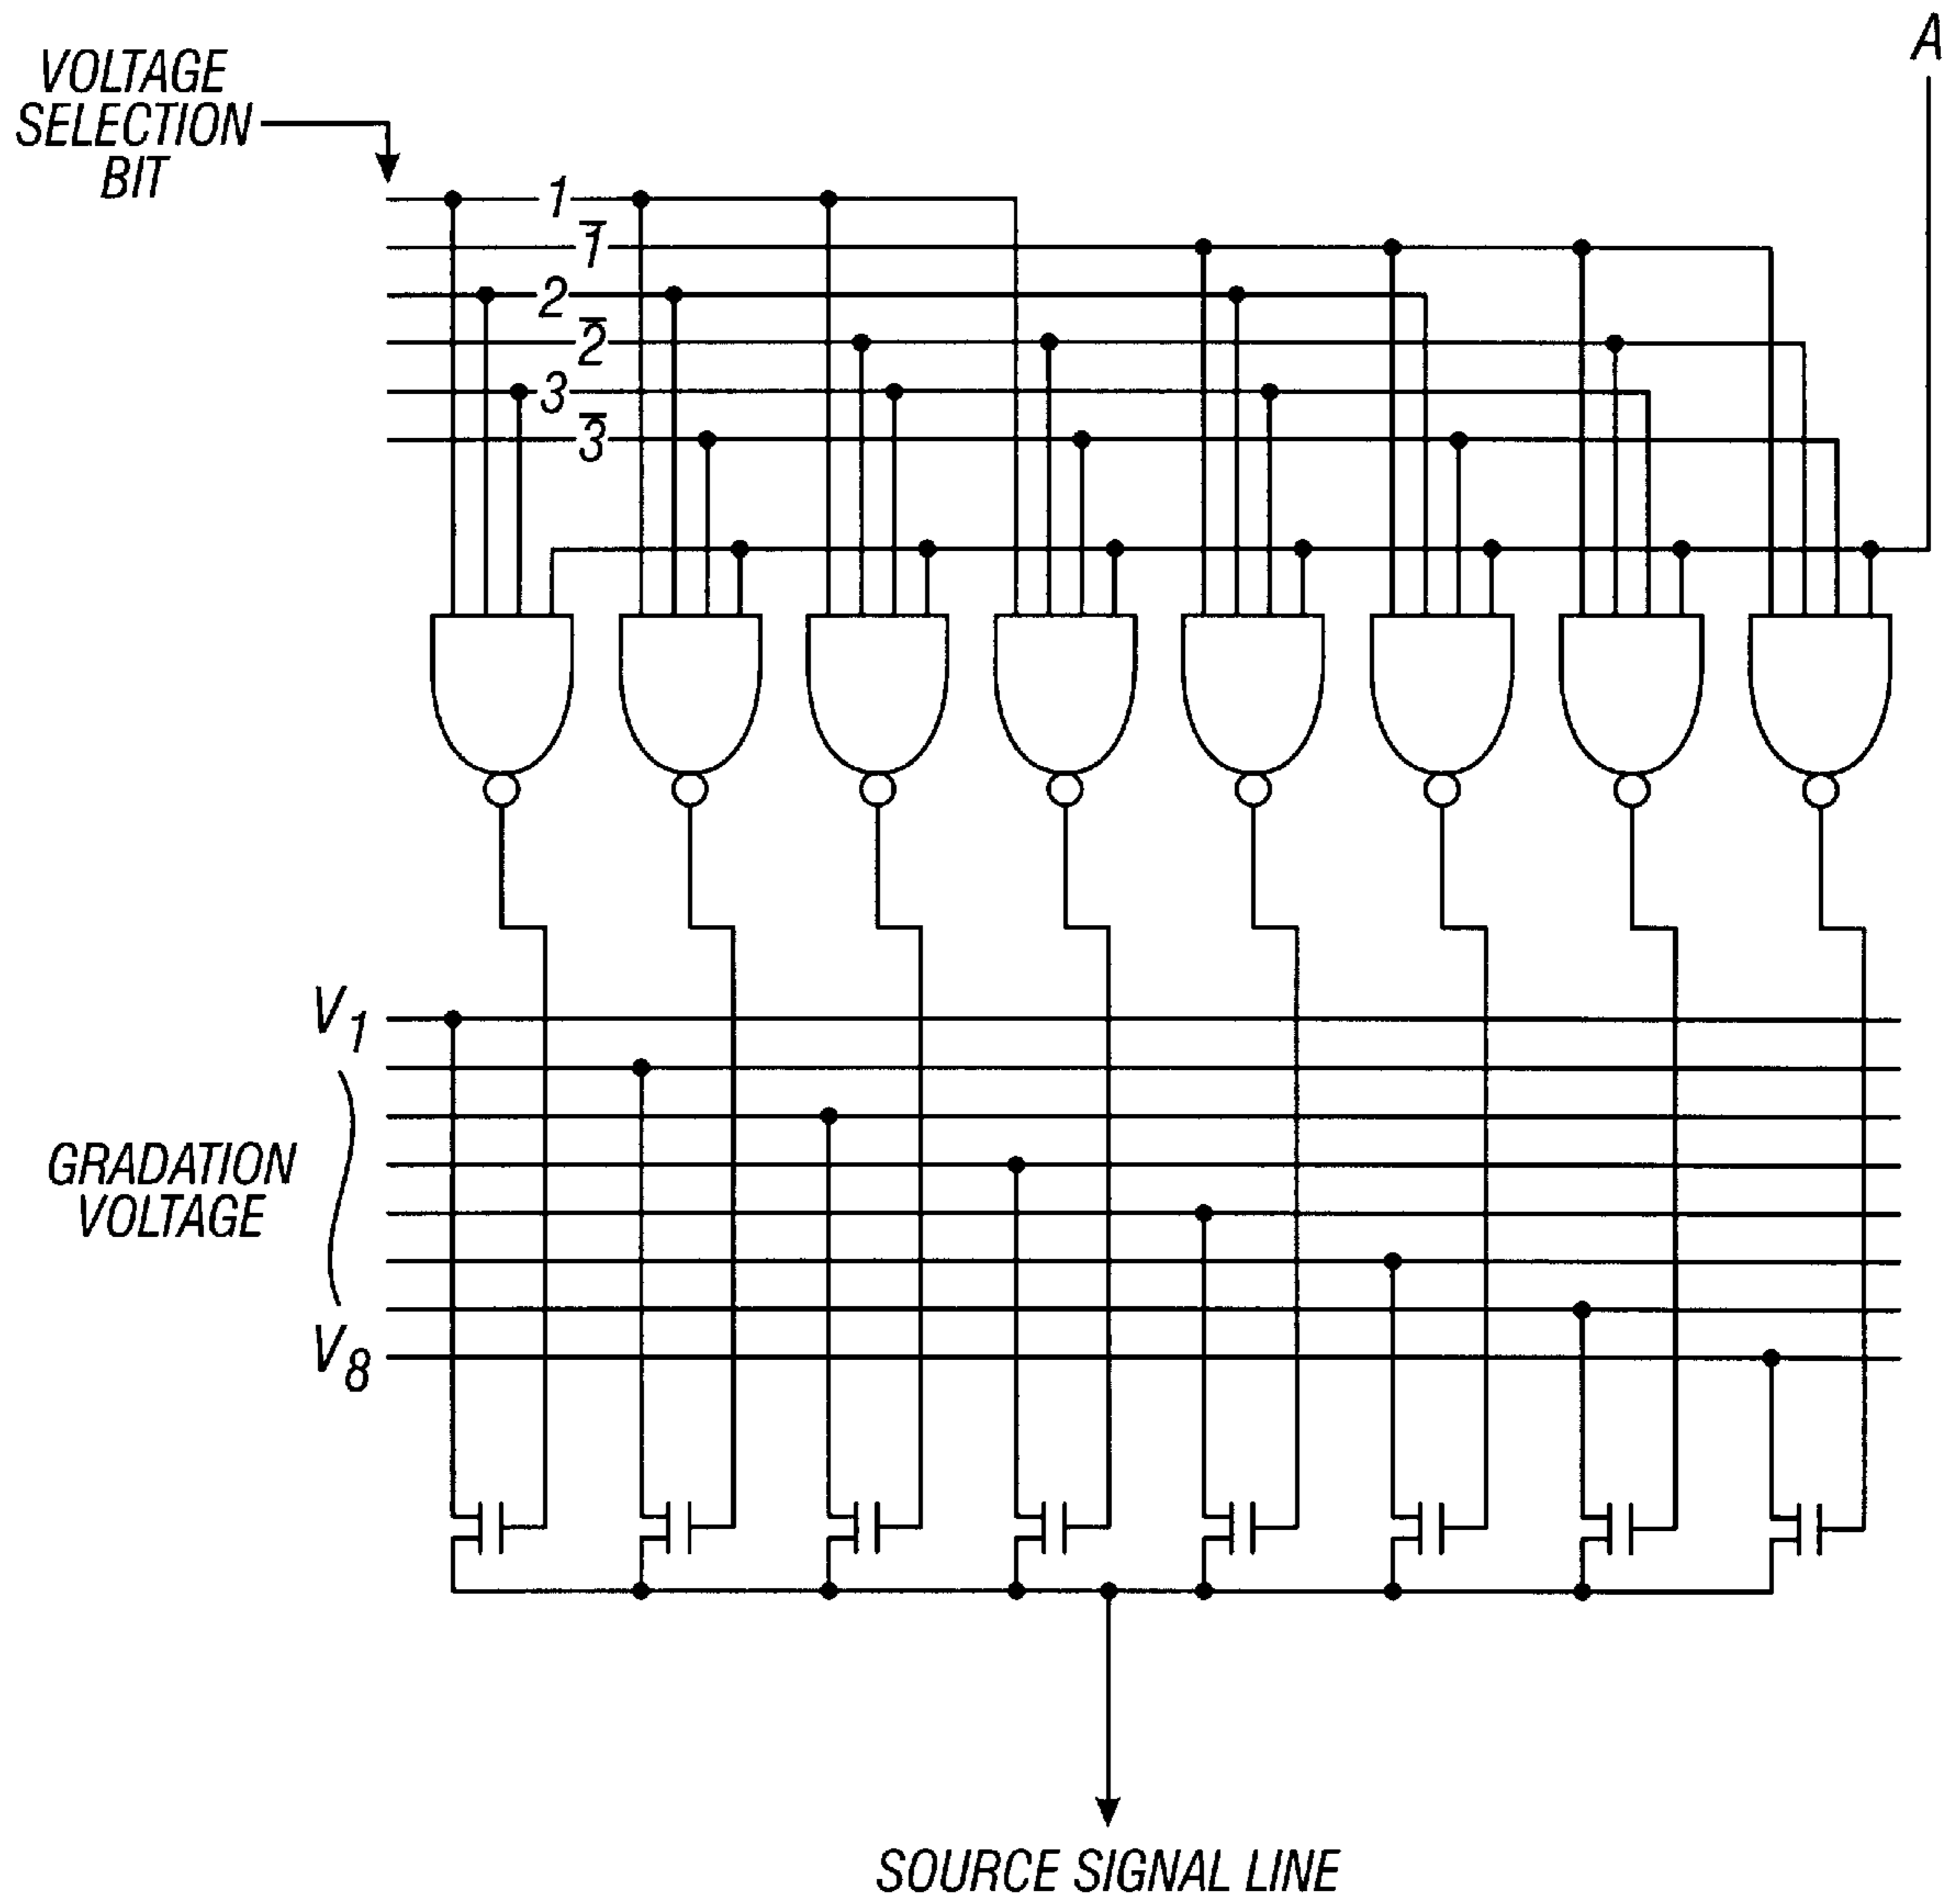 A
VOLTAGE
SELECTION
BIT
1
1̅
2
2̅
3
3̅
V1
GRADATION
VOLTAGE
V8
SOURCE SIGNAL LINE